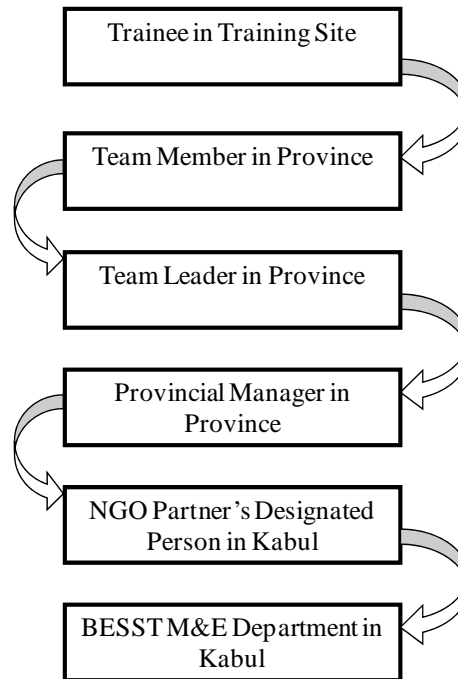 Trainee in Training Site
Team Member in Province
Team Leader in Province
Provincial Manager in
Province
NGO Partner’s Designated
Person in Kabul
BESST M&E Department in
Kabul